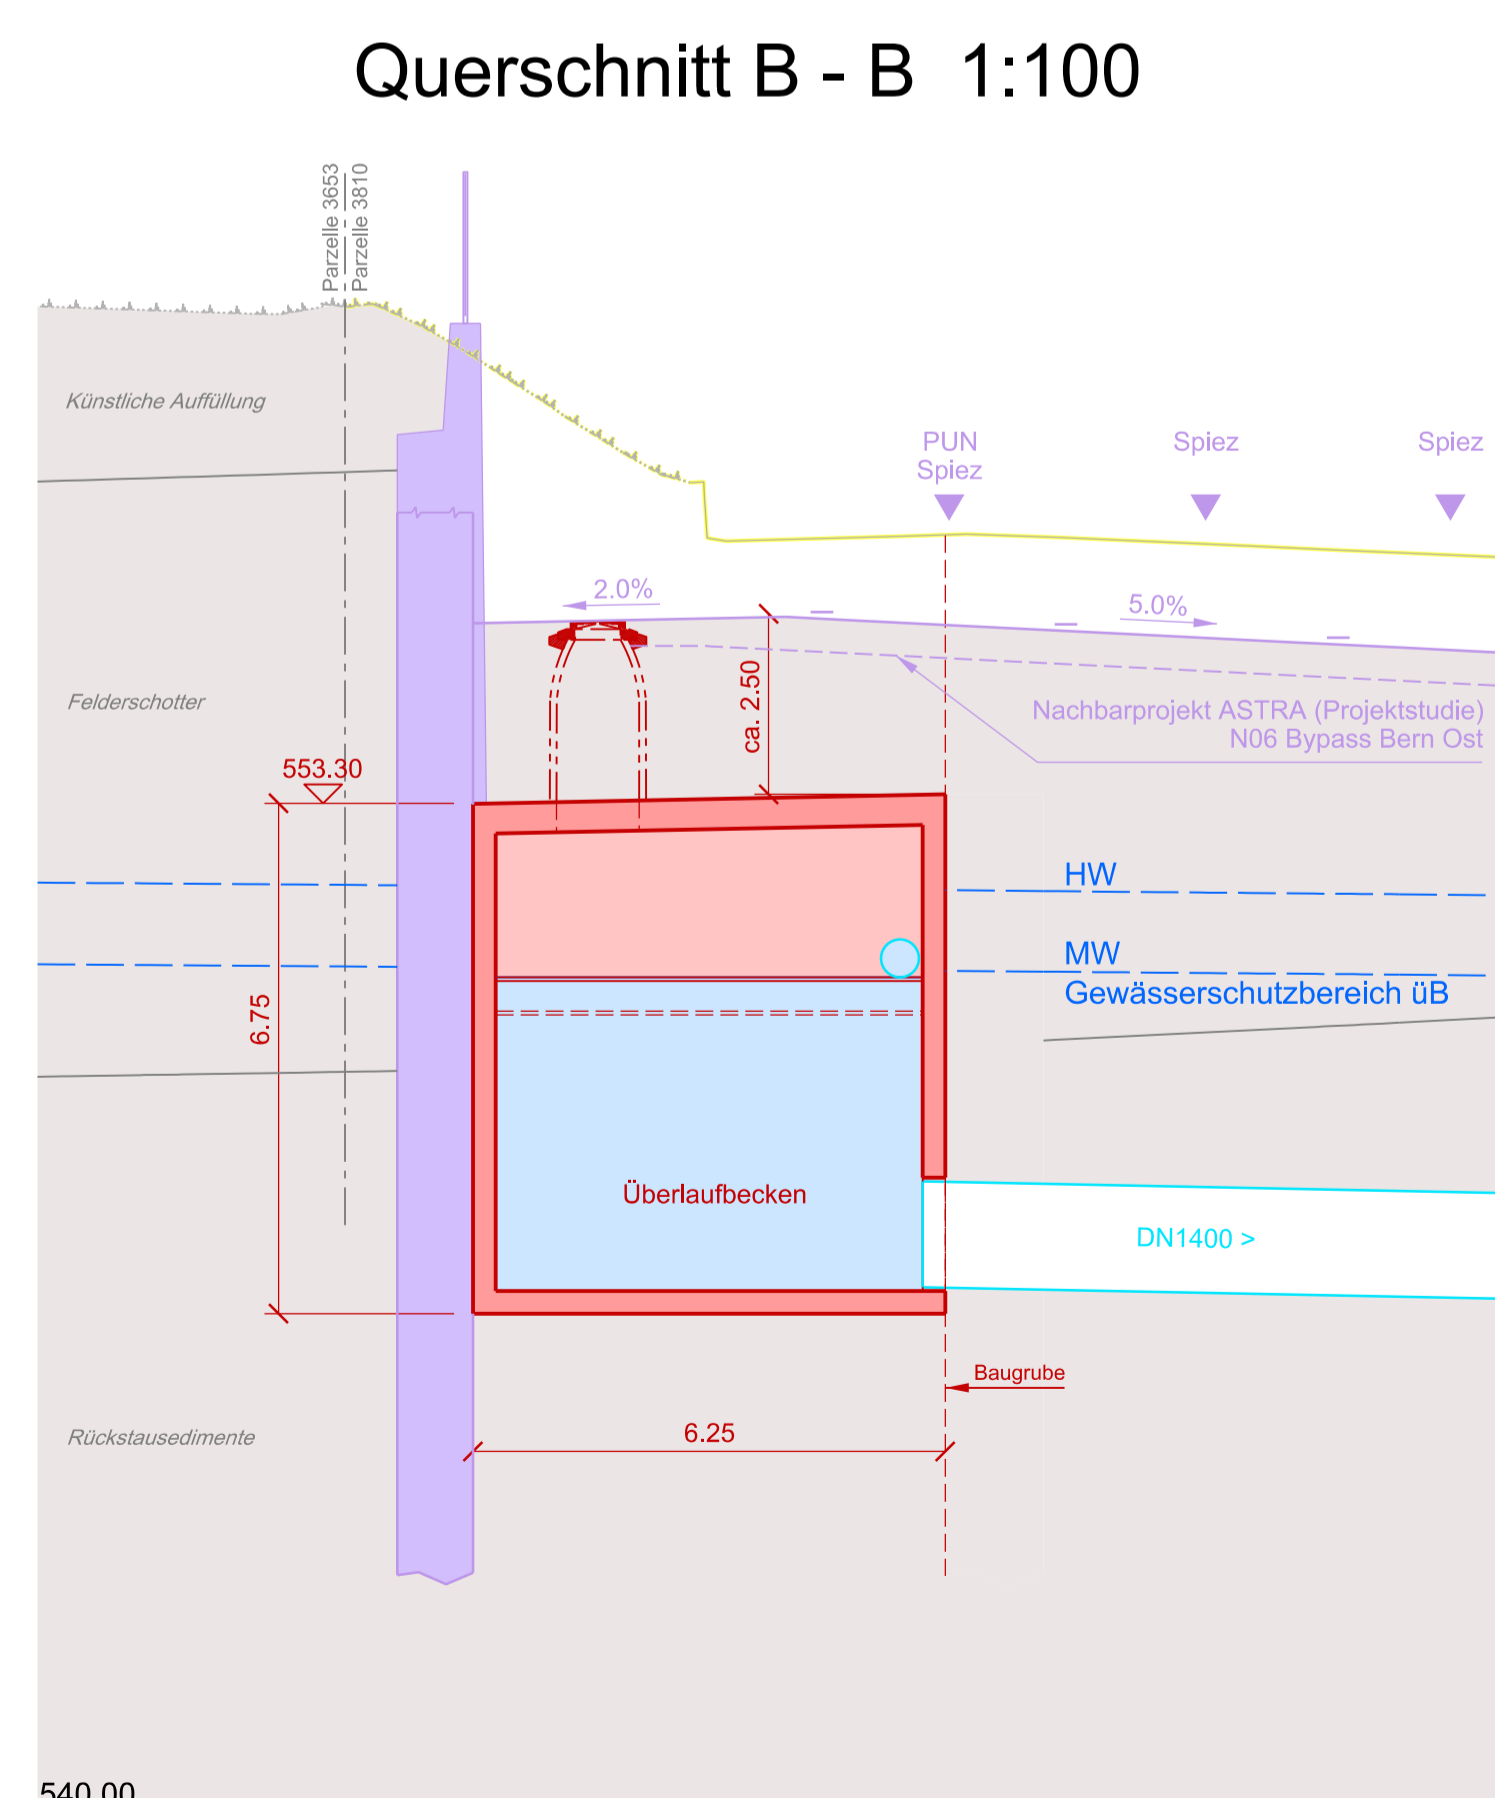 Querschnitt B - B 1:100
Parzelle 3653
Parzelle 3810
Künstliche Auffüllung
PUN
Spiez
Spiez
Spiez
2.0%
5.0%
ca. 2.50
Felderschotter
Nachbarprojekt ASTRA (Projektstudie)
N06 Bypass Bern Ost
553.30
HW
MW
Gewässerschutzbereich üB
6.75
Überlaufbecken
DN1400 >
Baugrube
6.25
Rückstausedimente
540.00